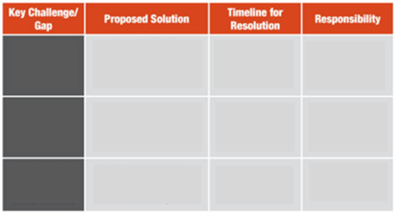 Key Challenge/
Gap
Proposed Solution
Timeline for
Resolution
Responsibility